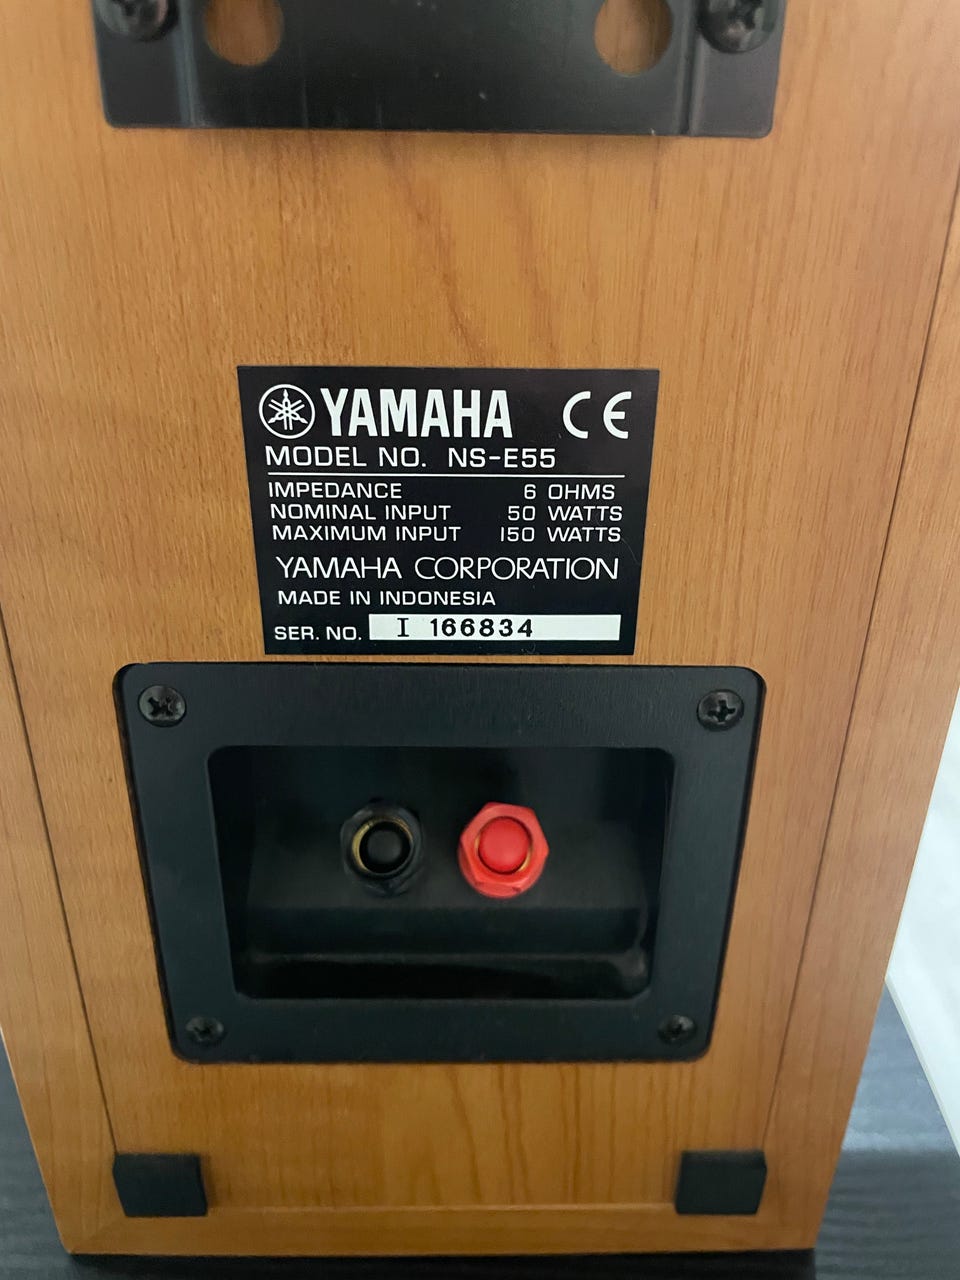 YAMAHA CE
MODEL NO. NS-E55
IMPEDANCE 6 OHMS
NOMINAL INPUT 50 WATTS
MAXIMUM INPUT 150 WATTS
YAMAHA CORPORATION
MADE IN INDONESIA
SER. NO. I 166834